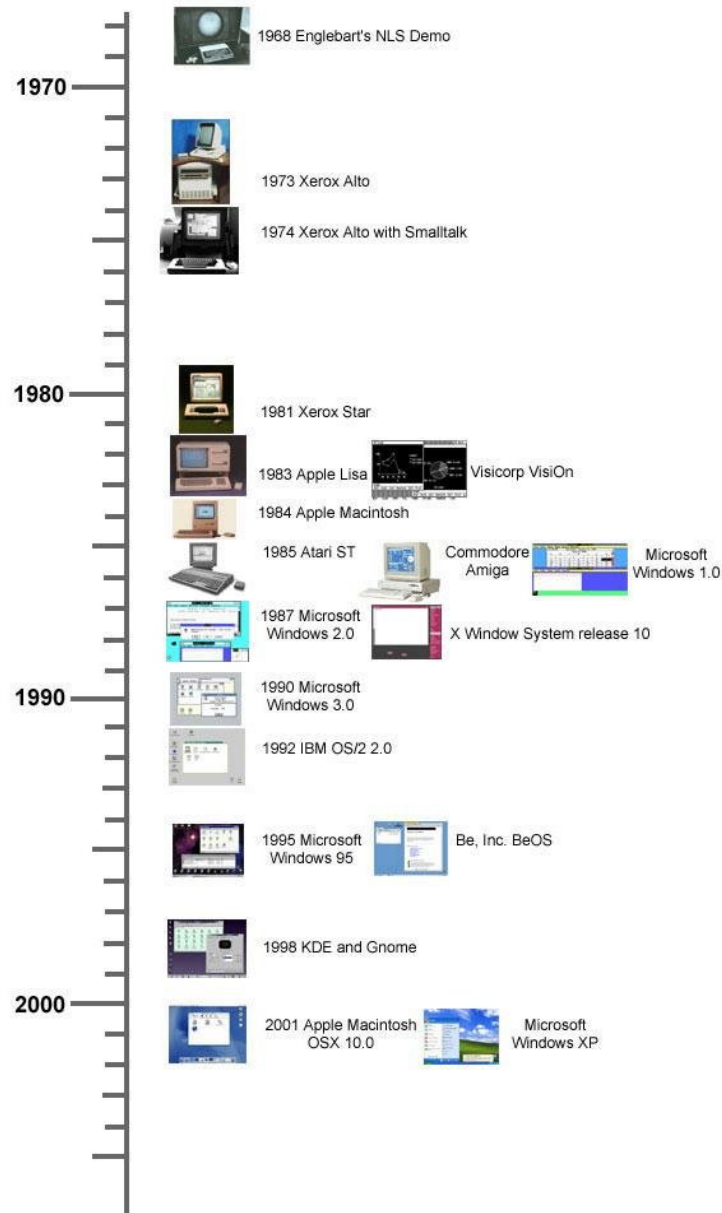 1968 Englebart's NLS Demo
1970
1973 Xerox Alto
1974 Xerox Alto with Smalltalk
1980
1981 Xerox Star
1983 Apple Lisa
Visicorp VisiOn
1984 Apple Macintosh
1985 Atari ST
Commodore
Amiga
Microsoft
Windows 1.0
1987 Microsoft
Windows 2.0
X Window System release 10
1990
1990 Microsoft
Windows 3.0
1992 IBM OS/2 2.0
1995 Microsoft
Windows 95
Be, Inc. BeOS
1998 KDE and Gnome
2000
2001 Apple Macintosh
OSX 10.0
Microsoft
Windows XP